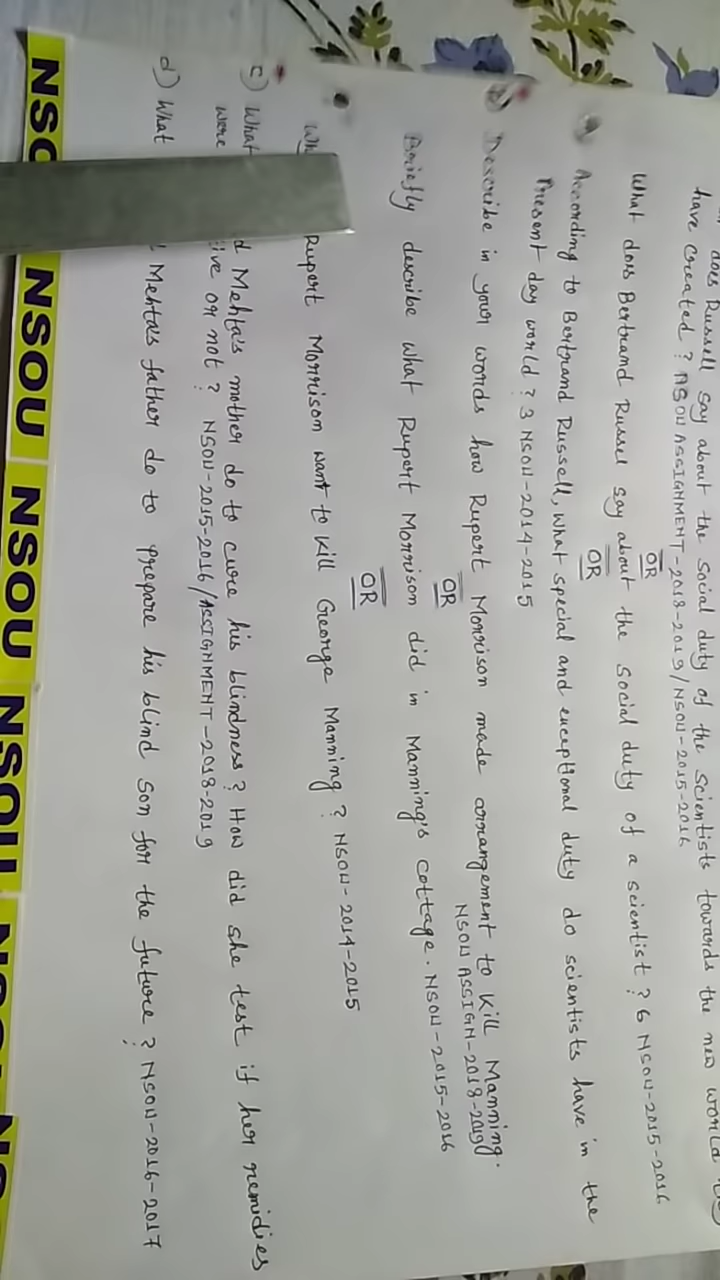 does Russell say about the social duty of the scientists towards the new world
have created ? NSOU ASSIGNMENT-2018-2019/NSOU-2015-2016
OR
What does Bertrand Russel say about the social duty of a scientist ? 6 NSOU-2015-2016
OR
a) According to Bertrand Russell, what special and exceptional duty do scientists have in the
Present day world ? 3 NSOU-2014-2015
b) Describe in your words how Rupert Morrison made arrangement to kill Manning.
NSOU ASSIGN-2018-2019
OR
Briefly describe what Rupert Morrison did in Manning's cottage. NSOU-2015-2016
OR
Rupert Morrison want to kill George Manning ? NSOU-2014-2015
c) What d Mehta's mother do to cure his blindness ? How did she test if her remidies
were ive or not ? NSOU-2015-2016/ASSIGNMENT-2018-2019
d) What Mehta's father do to prepare his blind son for the future ? NSOU-2016-2017
NSO NSOU NSOU NSOU NSO